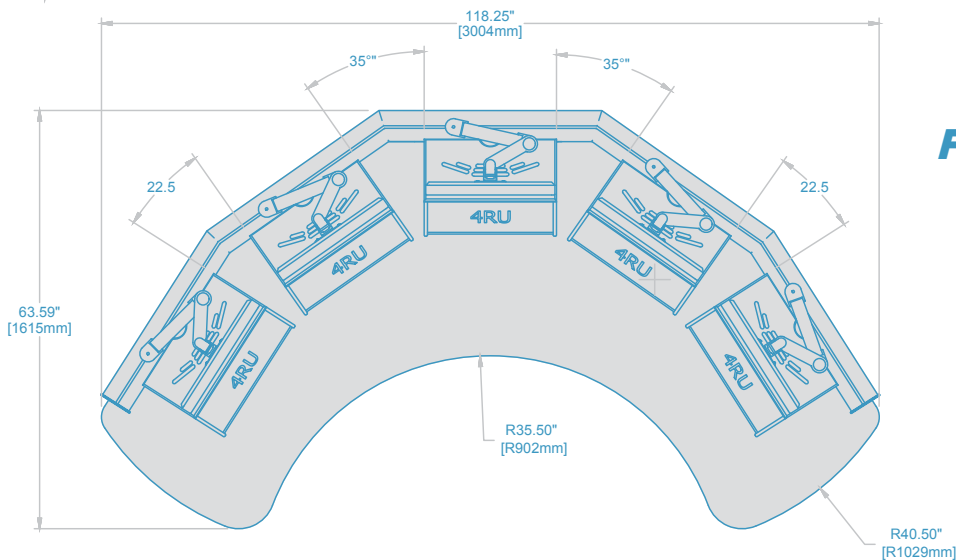 118.25"
[3004mm]
35°"
35°"
F
22.5
22.5
4RU
4RU
4RU
63.59"
[1615mm]
4RU
4RU
R35.50"
[R902mm]
R40.50"
[R1029mm]